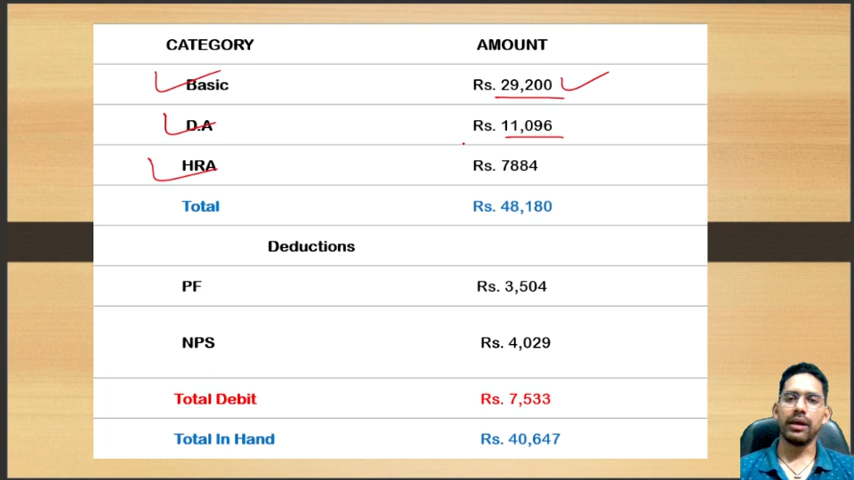 CATEGORY AMOUNT
Basic Rs. 29,200
D.A Rs. 11,096
HRA Rs. 7884
Total Rs. 48,180
Deductions
PF Rs. 3,504
NPS Rs. 4,029
Total Debit Rs. 7,533
Total In Hand Rs. 40,647